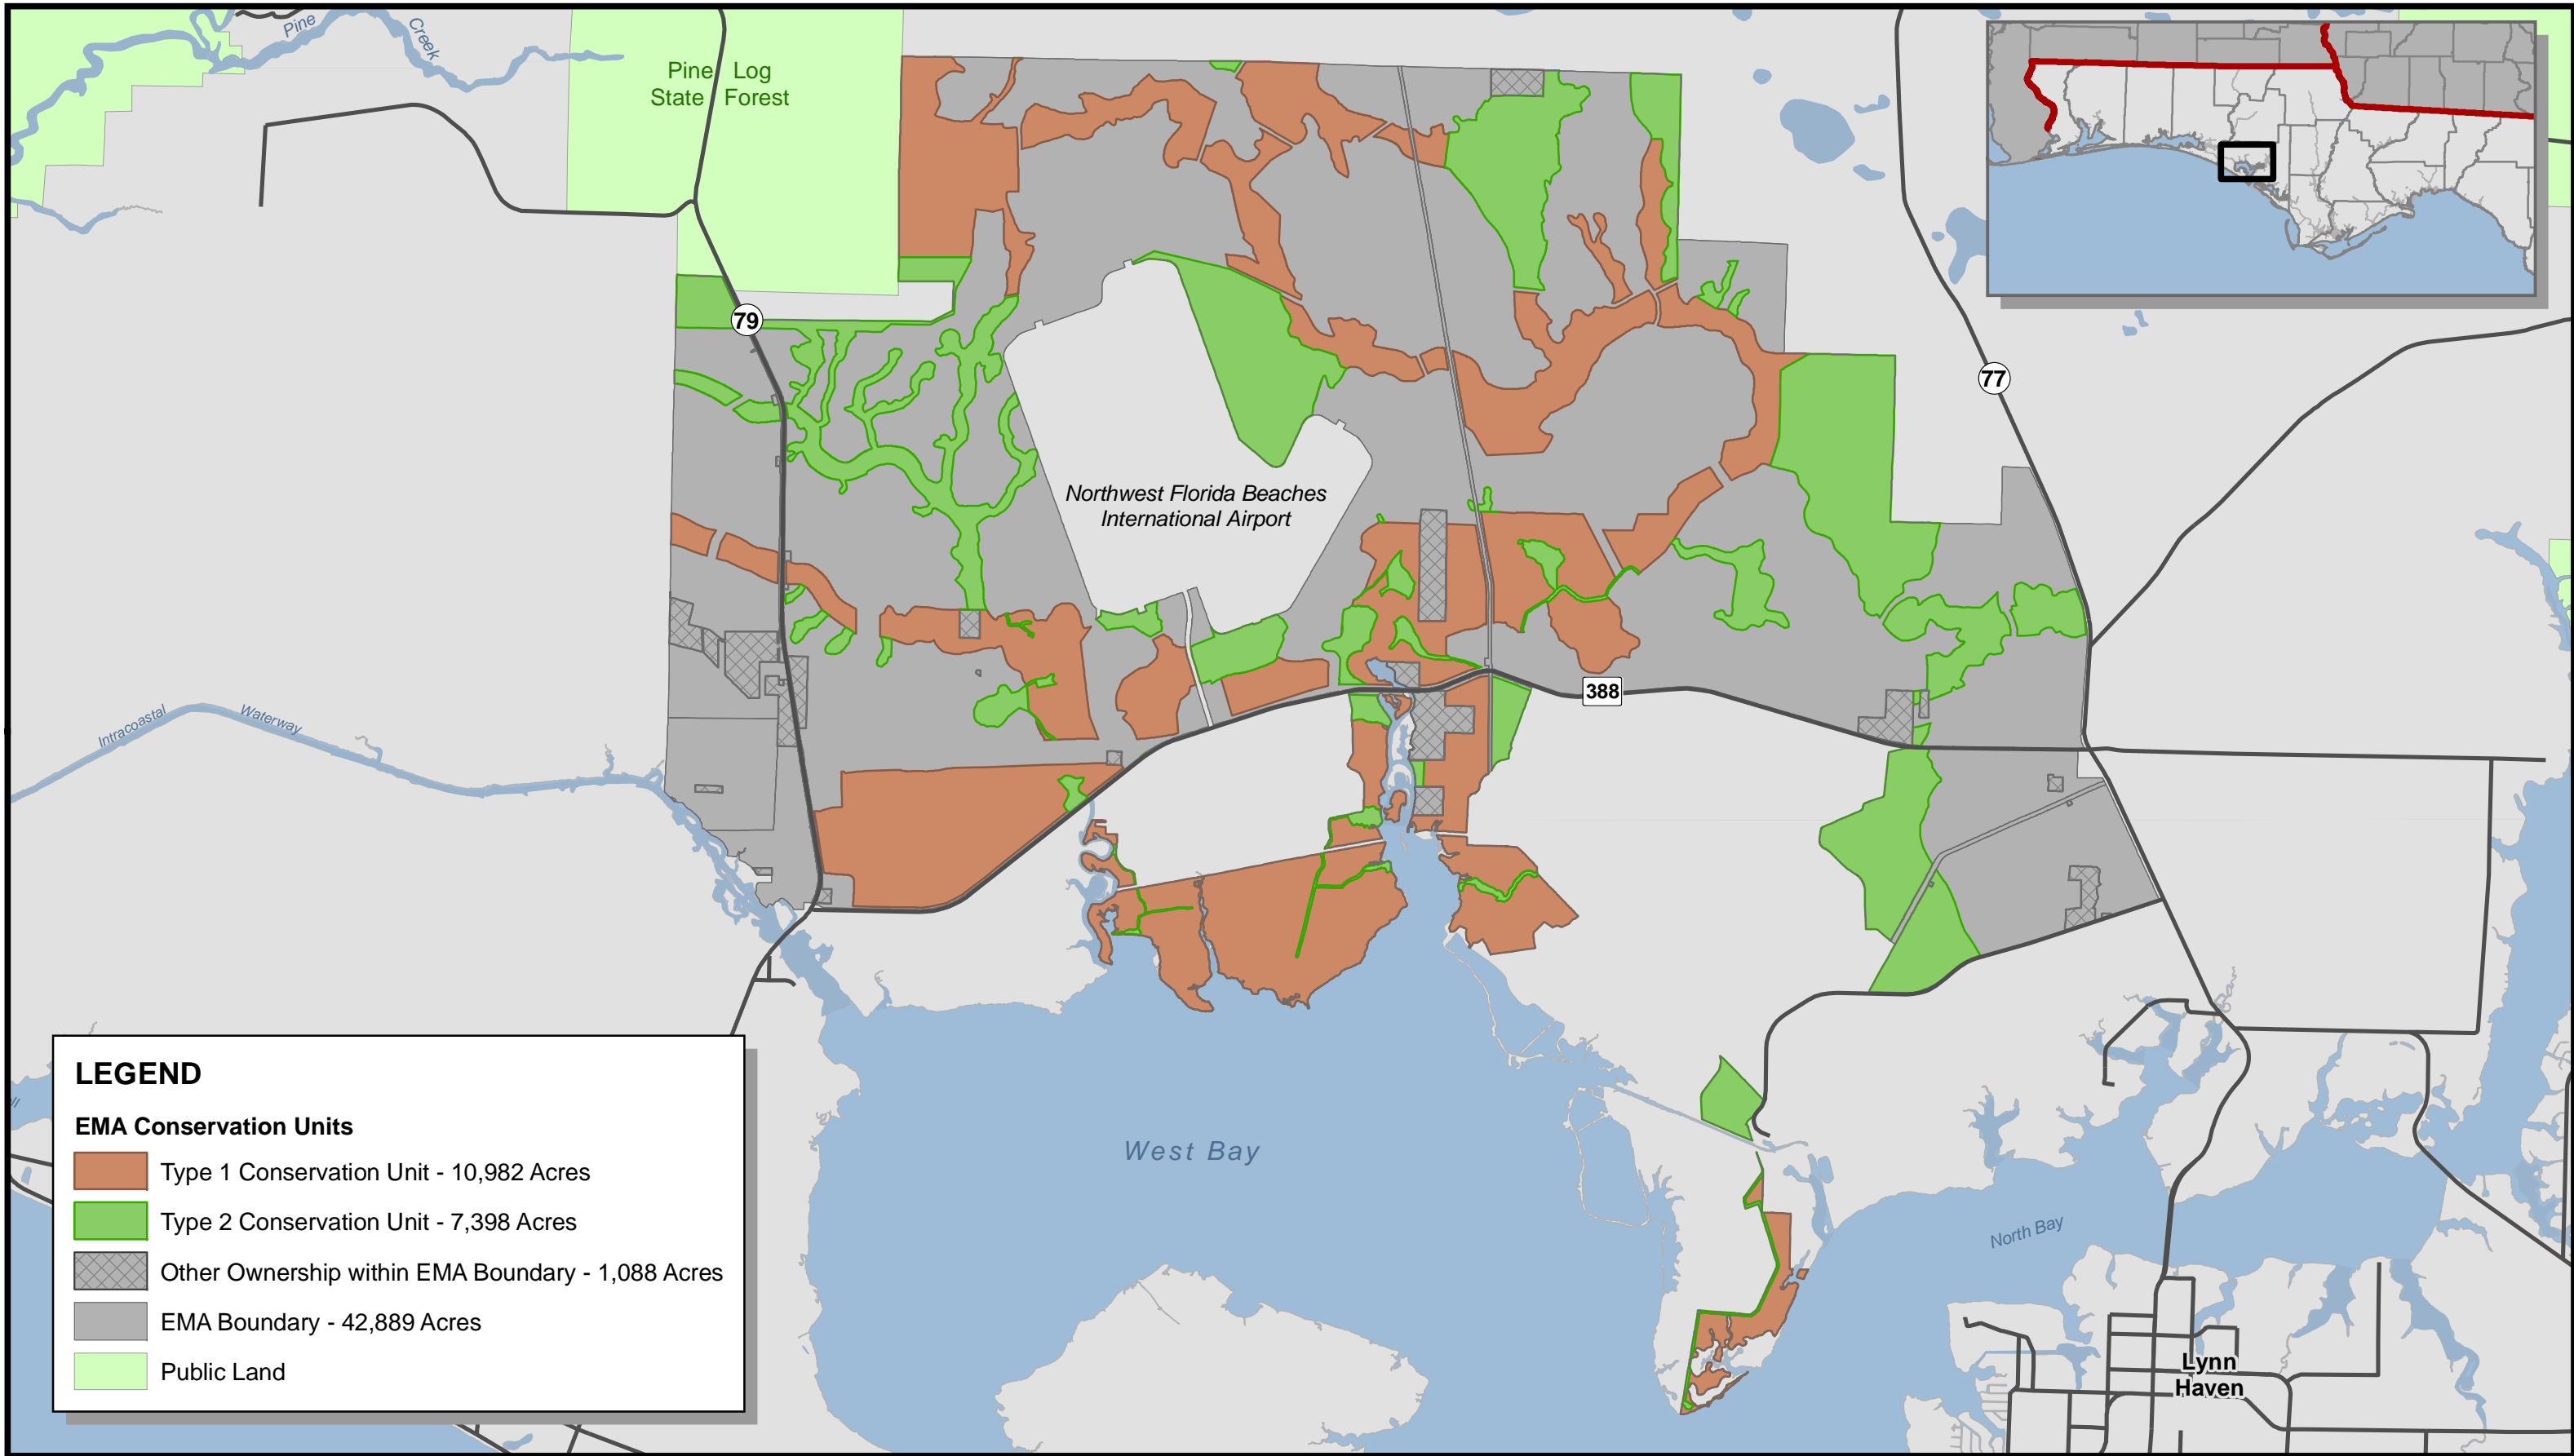 Pine
Creek
Pine Log
State Forest
79
77
Northwest Florida Beaches
International Airport
388
Intracoastal
Waterway
LEGEND
EMA Conservation Units
Type 1 Conservation Unit - 10,982 Acres
Type 2 Conservation Unit - 7,398 Acres
Other Ownership within EMA Boundary - 1,088 Acres
EMA Boundary - 42,889 Acres
Public Land
West Bay
North Bay
Lynn
Haven